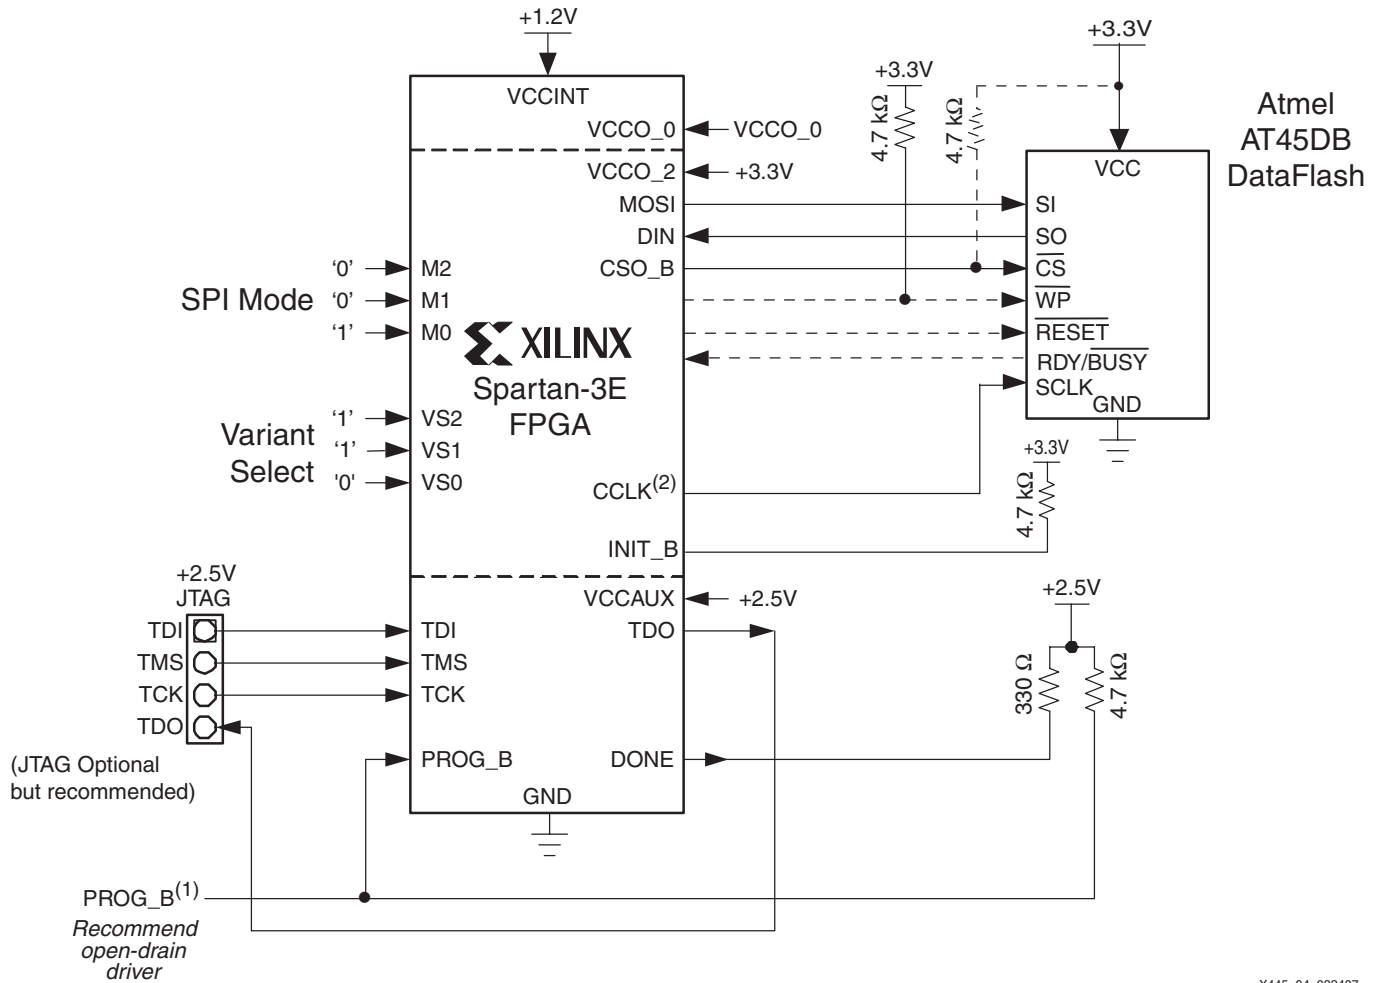 +1.2V
+3.3V
+3.3V
4.7 kΩ
4.7 kΩ
Atmel
AT45DB
DataFlash
VCCINT
VCCO_0
VCCO_0
VCCO_2
+3.3V
MOSI
DIN
CSO_B
VCC
SI
SO
CS
WP
RESET
RDY/BUSY
SCLK
GND
SPI Mode
'0'
M2
'0'
M1
'1'
M0
XILINX
Spartan-3E
FPGA
Variant
Select
'1'
VS2
'1'
VS1
'0'
VS0
CCLK(2)
INIT_B
+3.3V
4.7 kΩ
+2.5V
JTAG
TDI
TMS
TCK
TDO
(JTAG Optional
but recommended)
TDI
TMS
TCK
PROG_B
VCCAUX
+2.5V
TDO
DONE
GND
+2.5V
330 Ω
4.7 kΩ
PROG_B(1)
Recommend
open-drain
driver